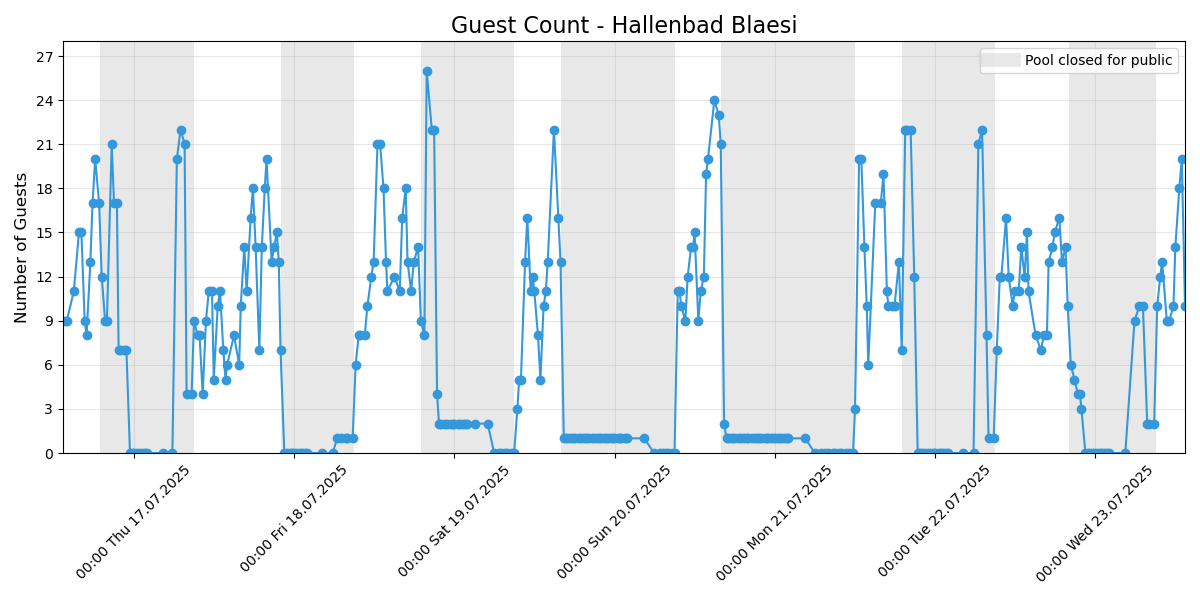 Guest Count - Hallenbad Blaesi
Pool closed for public
Number of Guests
27
24
21
18
15
12
9
6
3
0
00:00 Thu 17.07.2025
00:00 Fri 18.07.2025
00:00 Sat 19.07.2025
00:00 Sun 20.07.2025
00:00 Mon 21.07.2025
00:00 Tue 22.07.2025
00:00 Wed 23.07.2025